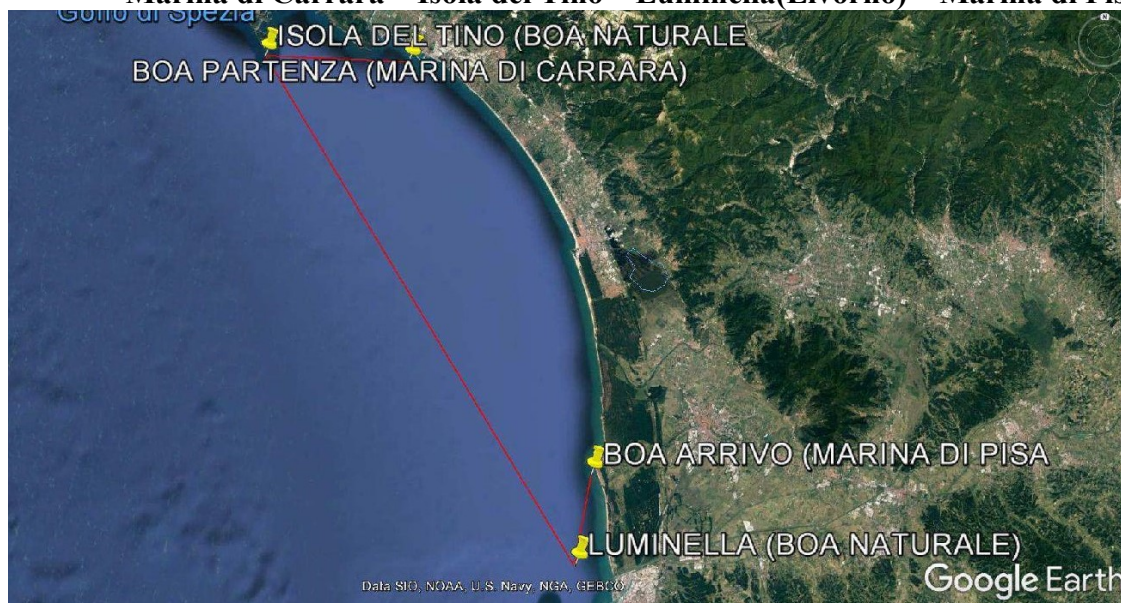 Marina di Carrara – Isola del Tino – Luminella(Livorno) – Marina di Pis
Golfo di Spezia
ISOLA DEL TINO (BOA NATURALE
BOA PARTENZA (MARINA DI CARRARA)
BOA ARRIVO (MARINA DI PISA
LUMINELLA (BOA NATURALE)
Data SIO, NOAA, U.S. Navy, NGA, GEBCO
Google Earth